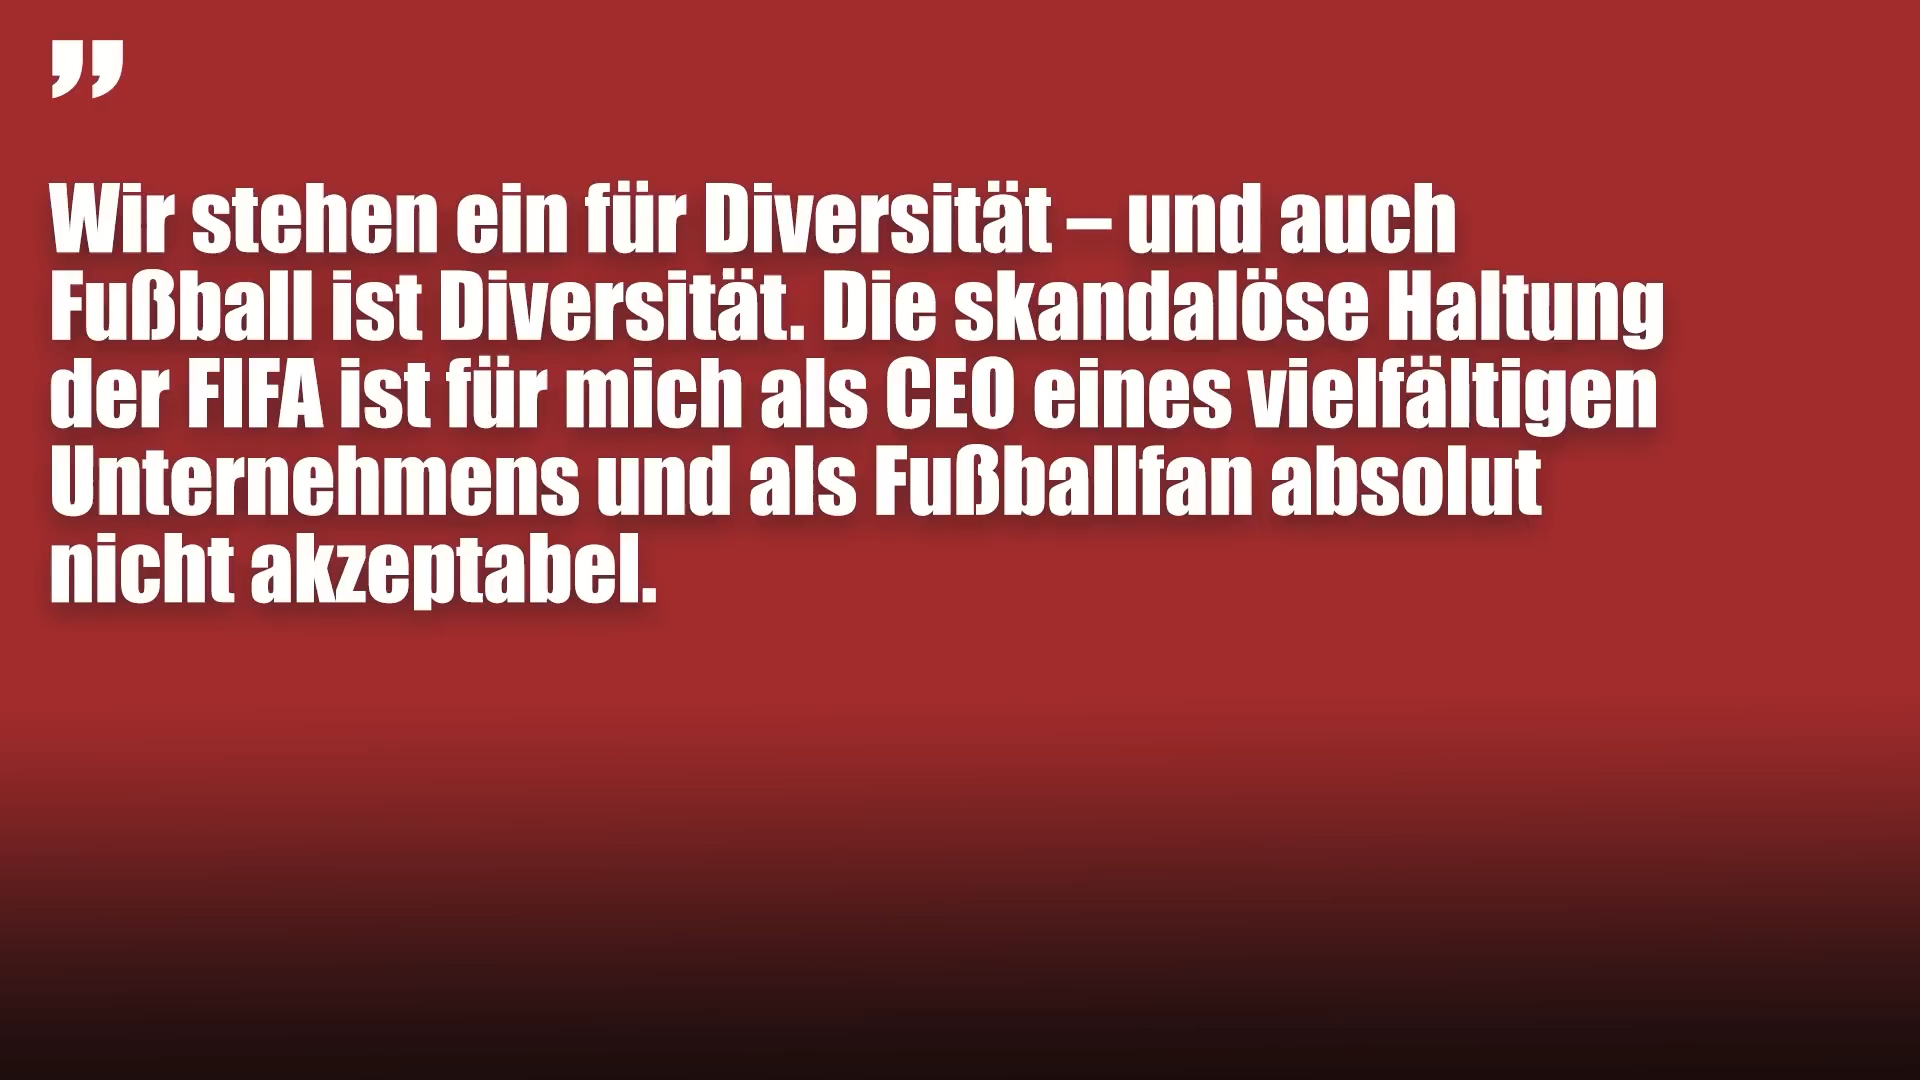 ”
Wir stehen ein für Diversität – und auch
Fußball ist Diversität. Die skandalöse Haltung
der FIFA ist für mich als CEO eines vielfältigen
Unternehmens und als Fußballfan absolut
nicht akzeptabel.